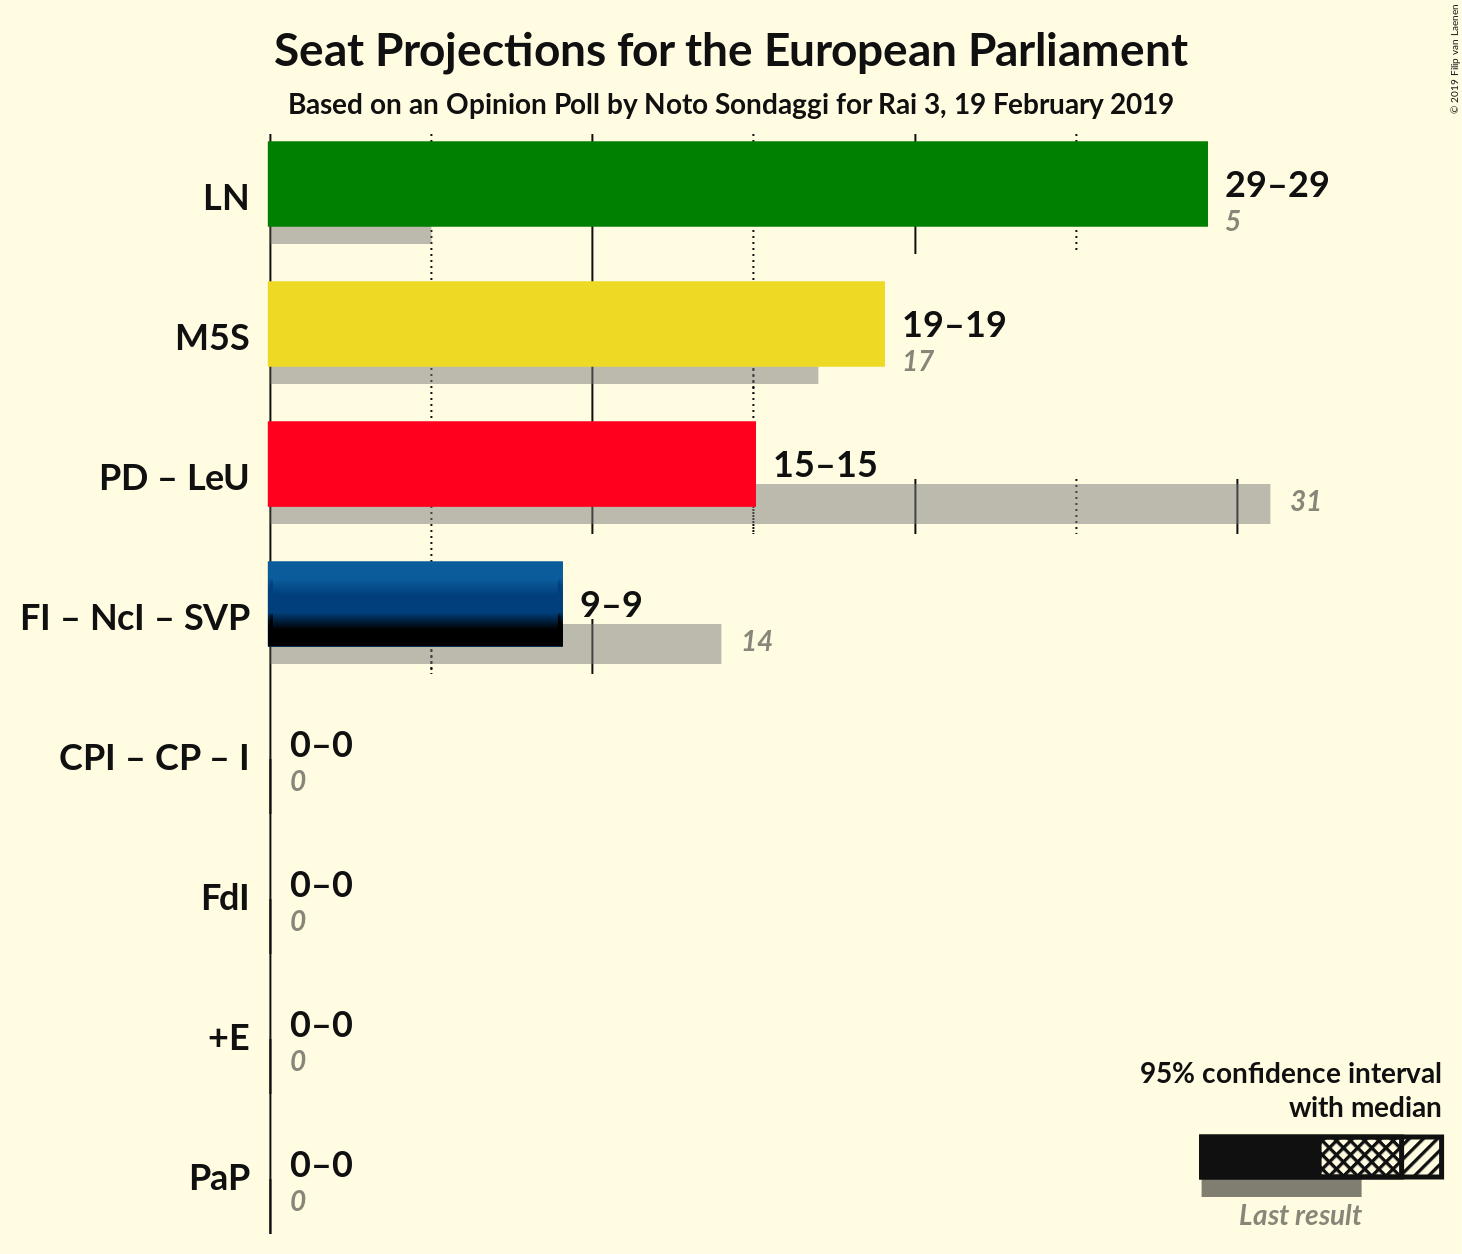 Seat Projections for the European Parliament
Based on an Opinion Poll by Noto Sondaggi for Rai 3, 19 February 2019
© 2019 Filip van Laenen
LN
29–29
5
M5S
19–19
17
PD – LeU
15–15
31
FI – NcI – SVP
9–9
14
CPI – CP – I
0–0
0
FdI
0–0
0
+E
0–0
0
PaP
0–0
0
95% confidence interval
with median
Last result